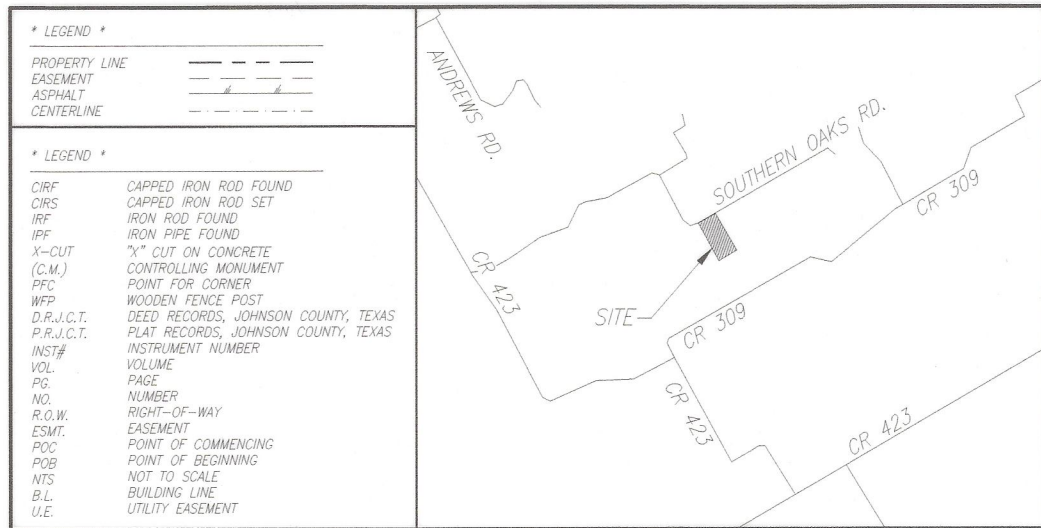 * LEGEND *
PROPERTY LINE
EASEMENT
ASPHALT
CENTERLINE
* LEGEND *
CIRF CAPPED IRON ROD FOUND
CIRS CAPPED IRON ROD SET
IRF IRON ROD FOUND
IPF IRON PIPE FOUND
X-CUT "X" CUT ON CONCRETE
(C.M.) CONTROLLING MONUMENT
PFC POINT FOR CORNER
WFP WOODEN FENCE POST
D.R.J.C.T. DEED RECORDS, JOHNSON COUNTY, TEXAS
P.R.J.C.T. PLAT RECORDS, JOHNSON COUNTY, TEXAS
INST# INSTRUMENT NUMBER
VOL. VOLUME
PG. PAGE
NO. NUMBER
R.O.W. RIGHT-OF-WAY
ESMT. EASEMENT
POC POINT OF COMMENCING
POB POINT OF BEGINNING
NTS NOT TO SCALE
B.L. BUILDING LINE
U.E. UTILITY EASEMENT
ANDREWS RD.
SOUTHERN OAKS RD.
CR 309
CR 423
SITE
CR 309
CR 423
CR 423